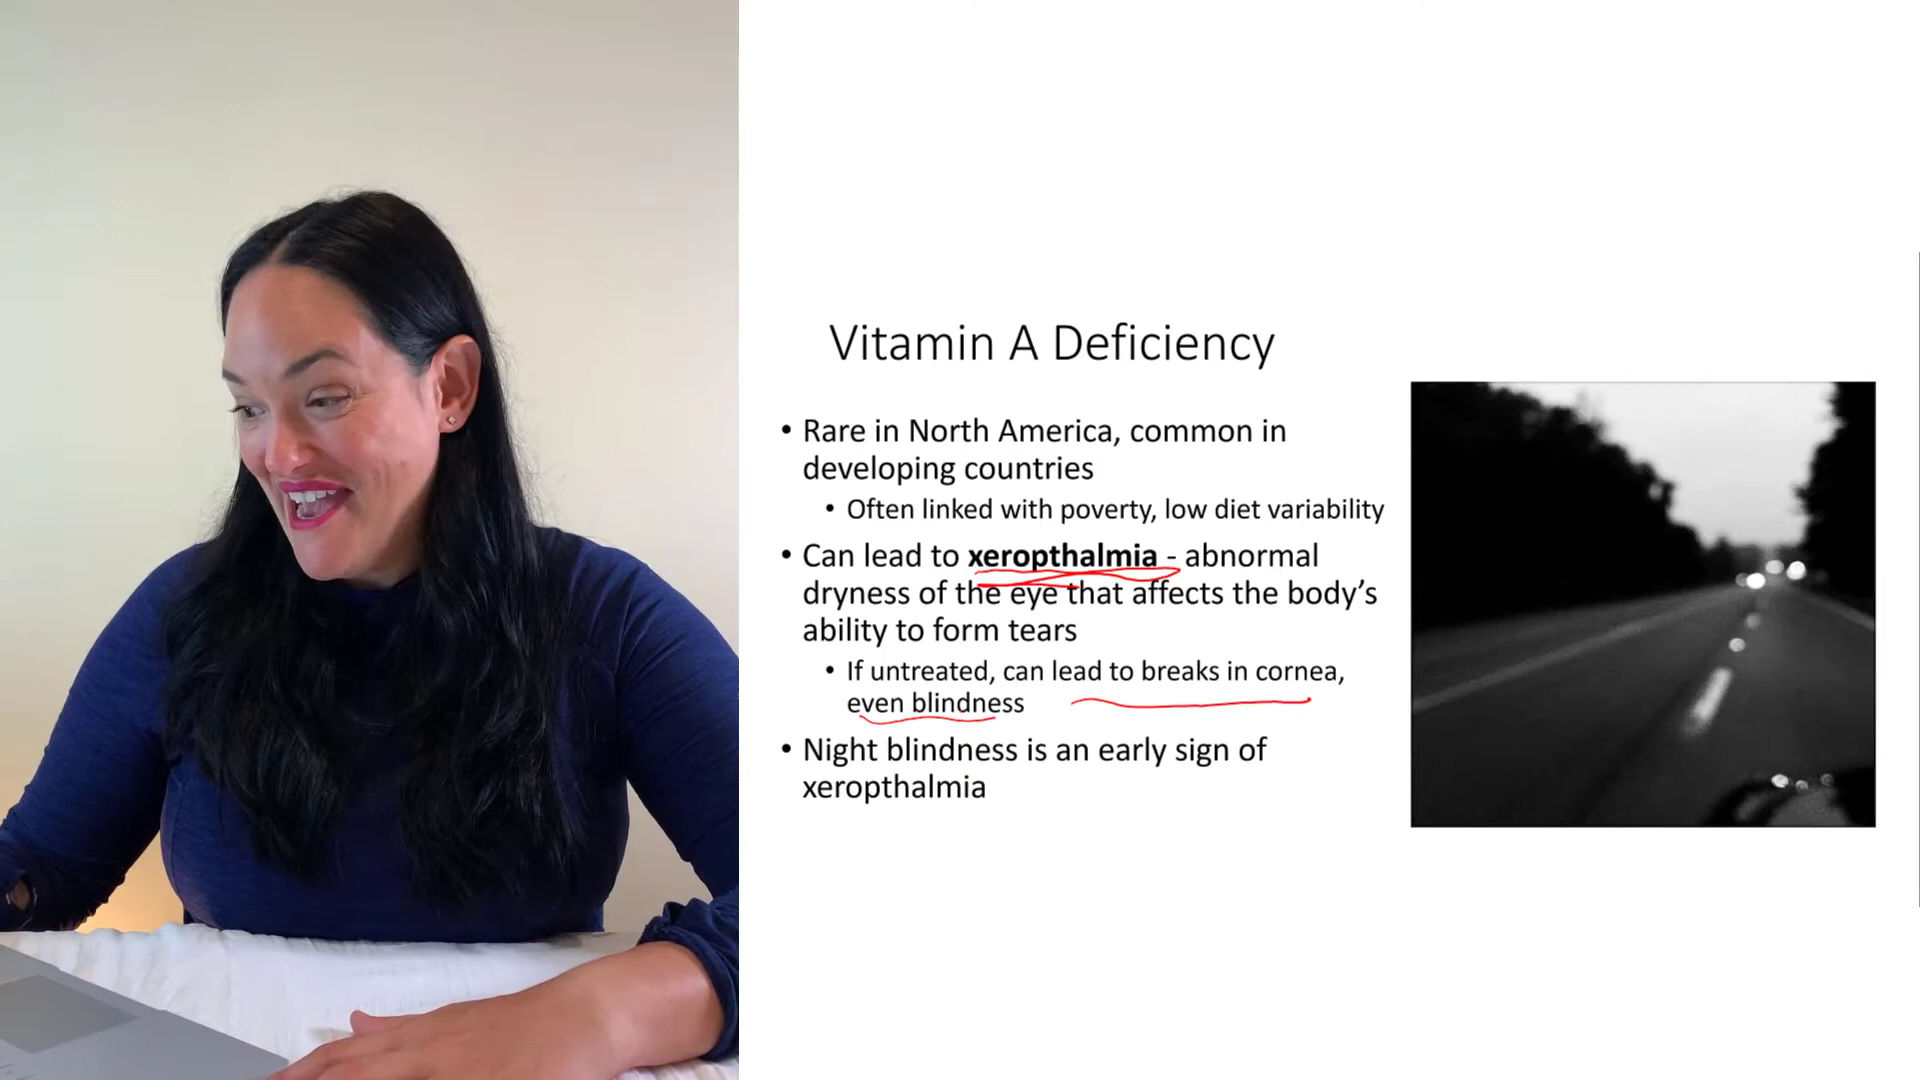 Vitamin A Deficiency
• Rare in North America, common in
developing countries
• Often linked with poverty, low diet variability
• Can lead to xeropthalmia - abnormal
dryness of the eye that affects the body’s
ability to form tears
• If untreated, can lead to breaks in cornea,
even blindness
• Night blindness is an early sign of
xeropthalmia